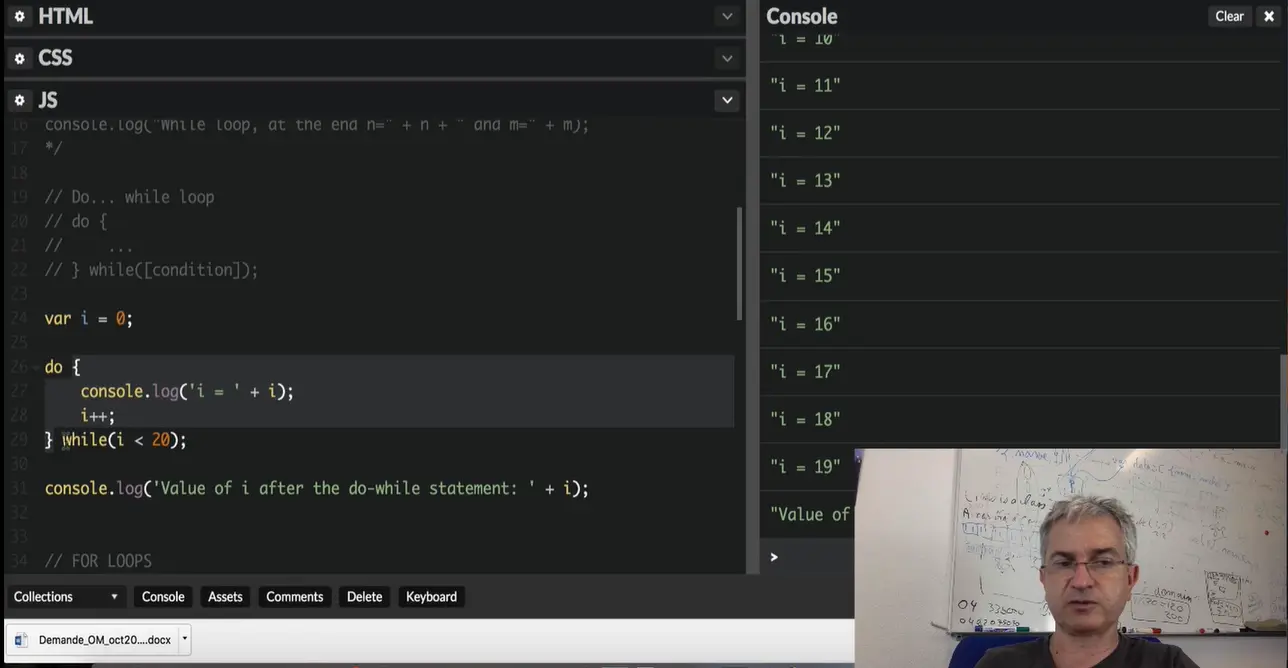 HTML
CSS
JS
16 console.log("While loop, at the end n=" + n + " and m=" + m);
17 */
18
19 // Do... while loop
20 // do {
21 //     ...
22 // } while([condition]);
23
24 var i = 0;
25
26 do {
27     console.log('i = ' + i);
28     i++;
29 } while(i < 20);
30
31 console.log('Value of i after the do-while statement: ' + i);
32
33
34 // FOR LOOPS
Collections Console Assets Comments Delete Keyboard
Demande_OM_oct20....docx
Console Clear
"i = 10"
"i = 11"
"i = 12"
"i = 13"
"i = 14"
"i = 15"
"i = 16"
"i = 17"
"i = 18"
"i = 19"
"Value of
>